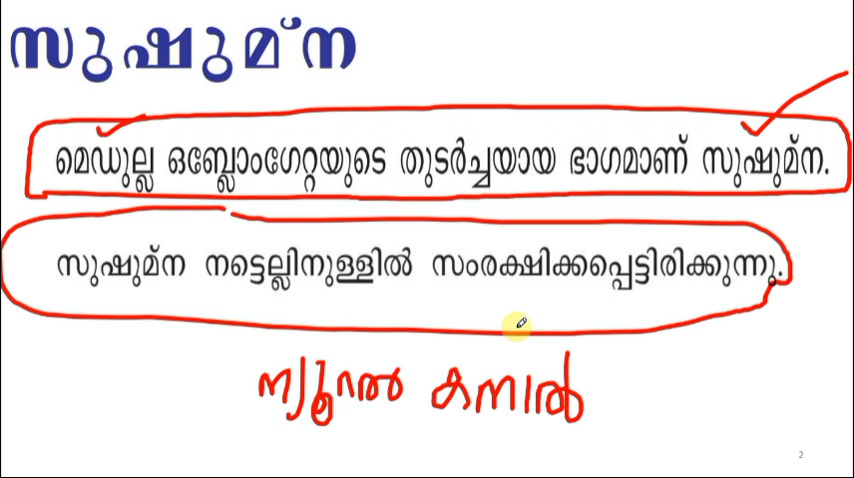 സുഷുമ്ന
മെഡുല്ല ഒബ്ലോംഗേറ്റയുടെ തുടർച്ചയായ ഭാഗമാണ് സുഷുമ്ന.
സുഷുമ്ന നട്ടെല്ലിനുള്ളിൽ സംരക്ഷിക്കപ്പെട്ടിരിക്കുന്നു.
ന്യൂറൽ കനാൽ
2